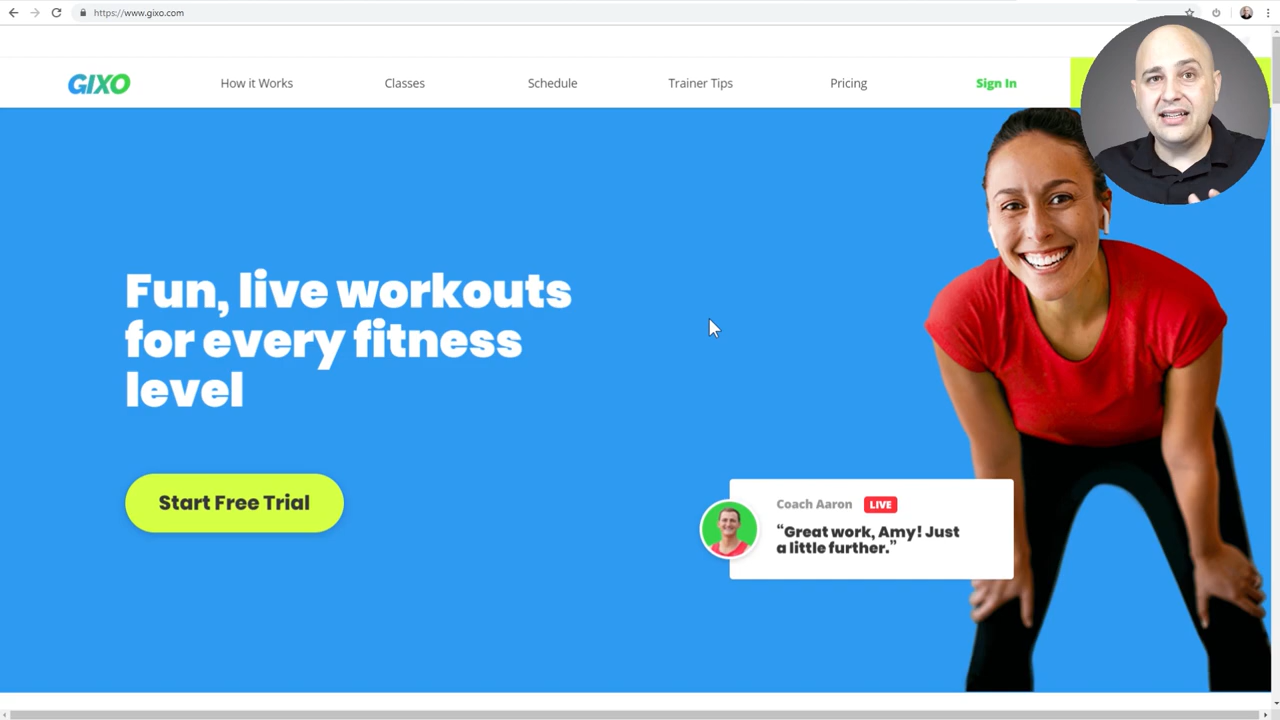 https://www.gixo.com
GIXO
How it Works
Classes
Schedule
Trainer Tips
Pricing
Sign In
Fun, live workouts
for every fitness
level
Start Free Trial
Coach Aaron
LIVE
“Great work, Amy! Just
a little further.”